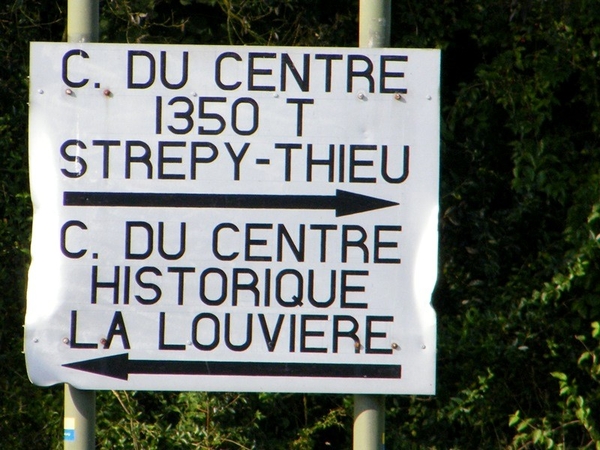 C. DU CENTRE
1350 T
STREPY-THIEU
C. DU CENTRE
HISTORIQUE
LA LOUVIERE